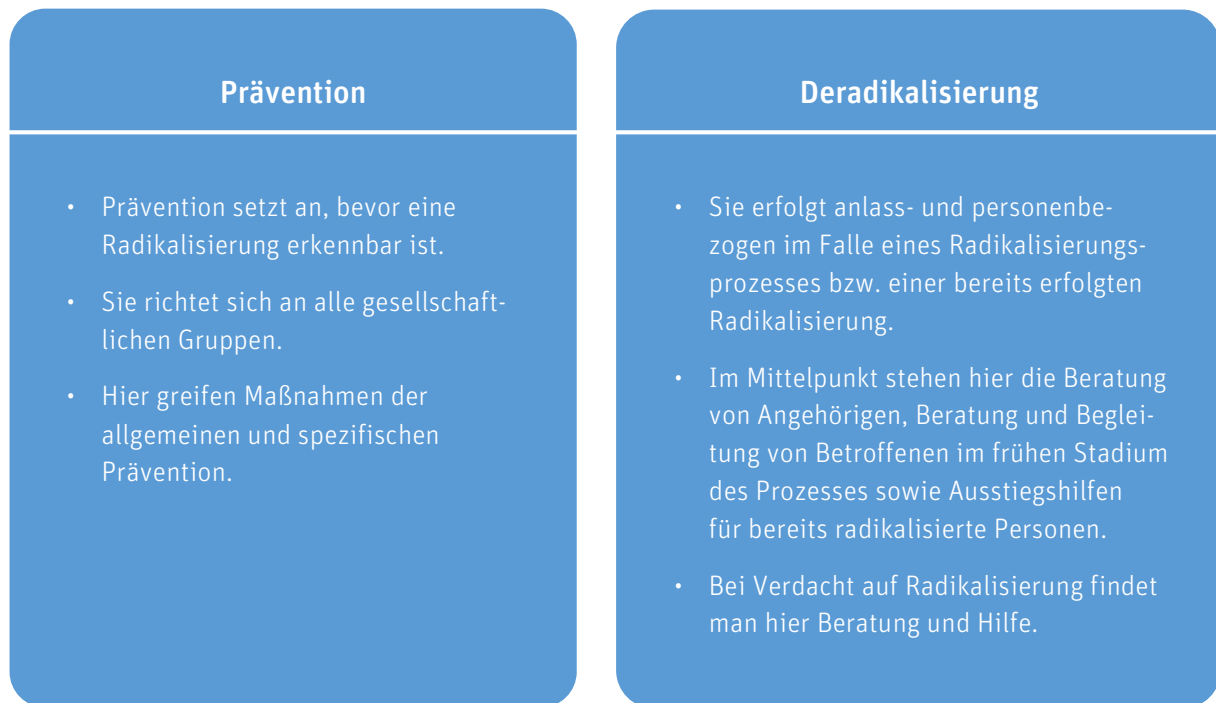 Prävention
• Prävention setzt an, bevor eine
Radikalisierung erkennbar ist.
• Sie richtet sich an alle gesellschaft-
lichen Gruppen.
• Hier greifen Maßnahmen der
allgemeinen und spezifischen
Prävention.
Deradikalisierung
• Sie erfolgt anlass- und personenbe-
zogen im Falle eines Radikalisierungs-
prozesses bzw. einer bereits erfolgten
Radikalisierung.
• Im Mittelpunkt stehen hier die Beratung
von Angehörigen, Beratung und Beglei-
tung von Betroffenen im frühen Stadium
des Prozesses sowie Ausstiegshilfen
für bereits radikalisierte Personen.
• Bei Verdacht auf Radikalisierung findet
man hier Beratung und Hilfe.